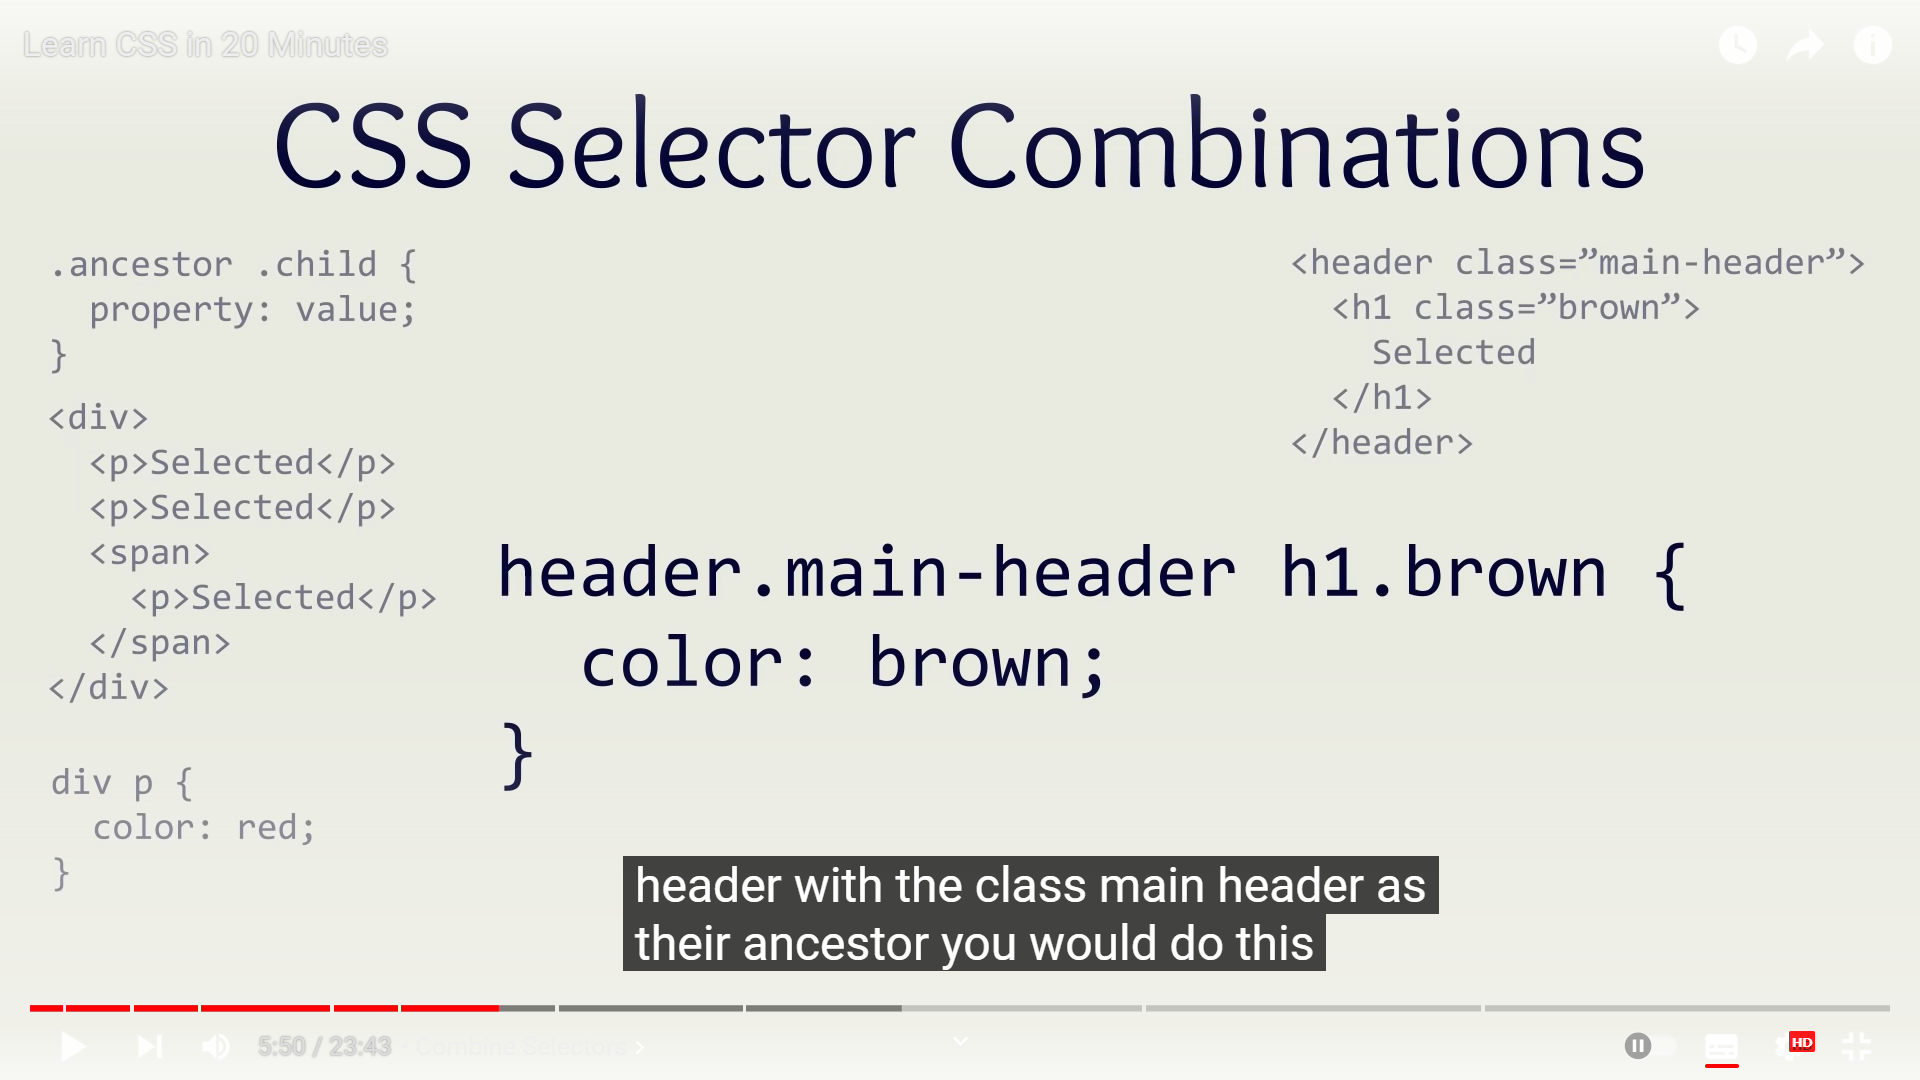 Learn CSS in 20 Minutes
CSS Selector Combinations
.ancestor .child {
  property: value;
}
<div>
  <p>Selected</p>
  <p>Selected</p>
  <span>
    <p>Selected</p>
  </span>
</div>
div p {
  color: red;
}
<header class=”main-header”>
  <h1 class=”brown”>
    Selected
  </h1>
</header>
header.main-header h1.brown {
  color: brown;
}
header with the class main header as
their ancestor you would do this
5:50 / 23:43 • Combine Selectors
HD